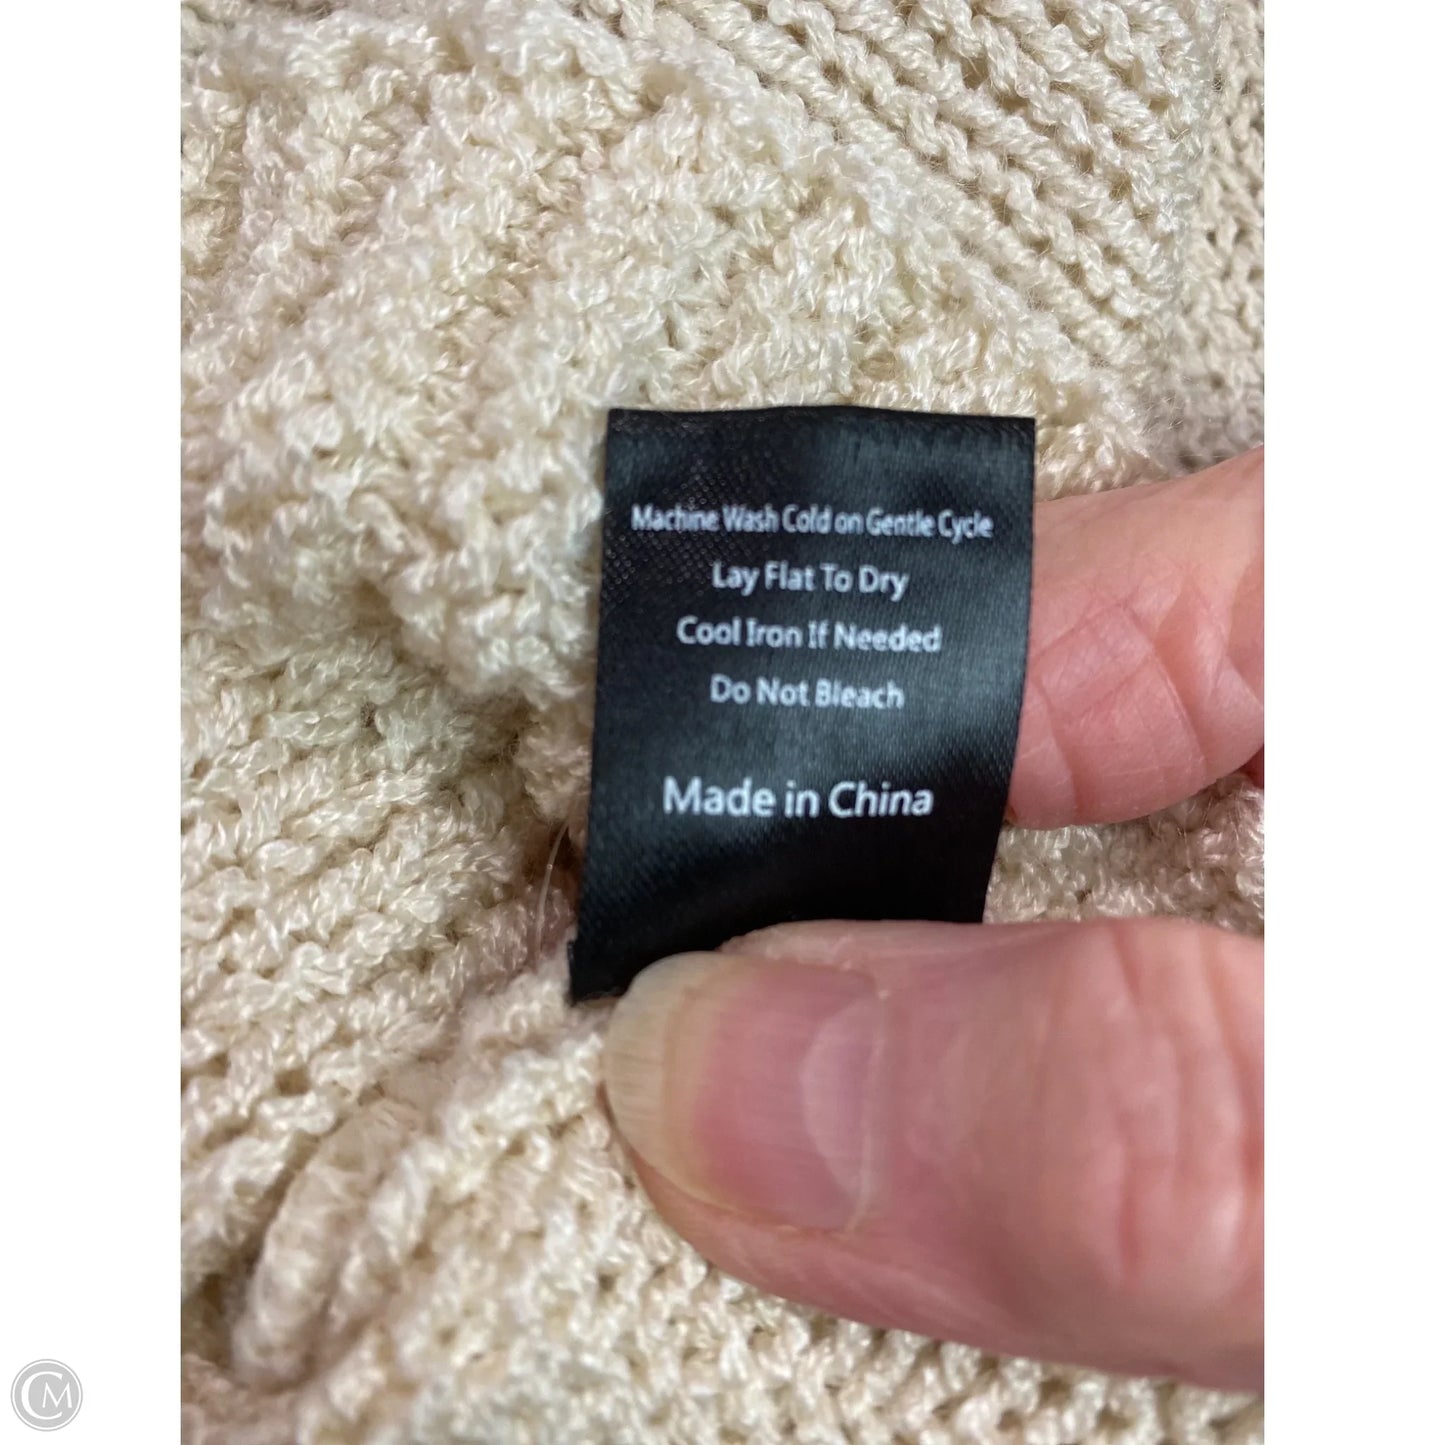 Machine Wash Cold on Gentle Cycle
Lay Flat To Dry
Cool Iron If Needed
Do Not Bleach
Made in China
CM